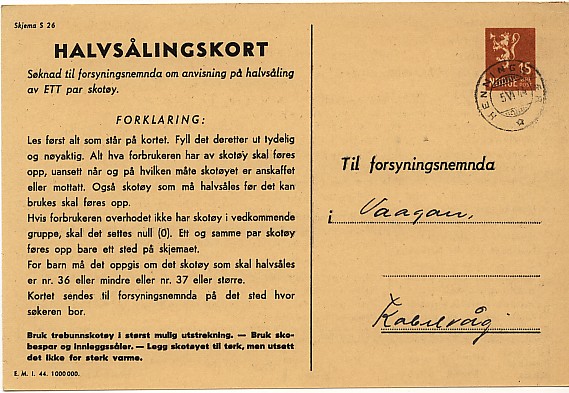 Skjema S 26
HALVSÅLINGSKORT
Søknad til forsyningsnemnda om anvisning på halvsåling
av ETT par skotøy.
FORKLARING:
Les først alt som står på kortet. Fyll det deretter ut tydelig
og nøyaktig. Alt hva forbrukeren har av skotøy skal føres
opp, uansett når og på hvilken måte skotøyet er anskaffet
eller mottatt. Også skotøy som må halvsåles før det kan
brukes skal føres opp.
Hvis forbrukeren overhodet ikke har skotøy i vedkommende
gruppe, skal det settes null (0). Ett og samme par skotøy
føres opp bare ett sted på skjemaet.
For barn må det oppgis om det skotøy som skal halvsåles
er nr. 36 eller mindre eller nr. 37 eller større.
Kortet sendes til forsyningsnemnda på det sted hvor
søkeren bor.
Bruk trebunnskotøy i størst mulig utstrekning. — Bruk sko-
bespar og innleggssåler. — Legg skotøyet til tørk, men utsett
det ikke for sterk varme.
E. M. I. 44. 1 000 000.
15
NORGE
Til forsyningsnemnda
i Vaagan,
Kabelvåg